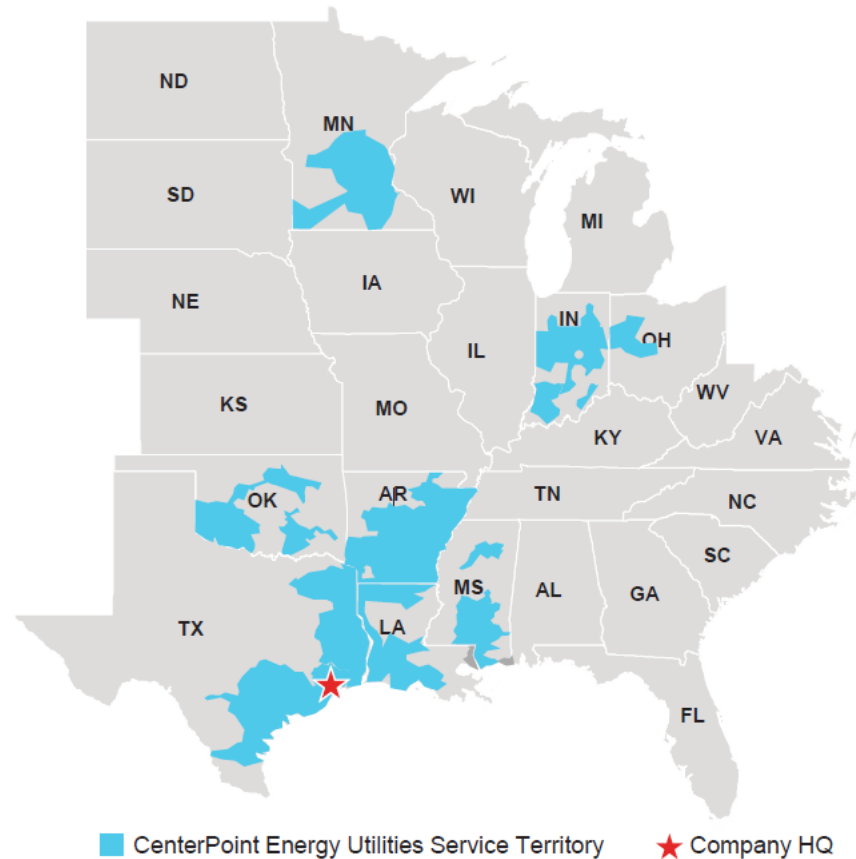 ND
MN
SD
WI
MI
IA
NE
IN
OH
IL
WV
KS
MO
KY
VA
OK
AR
TN
NC
SC
MS
AL
GA
TX
LA
FL
CenterPoint Energy Utilities Service Territory
Company HQ